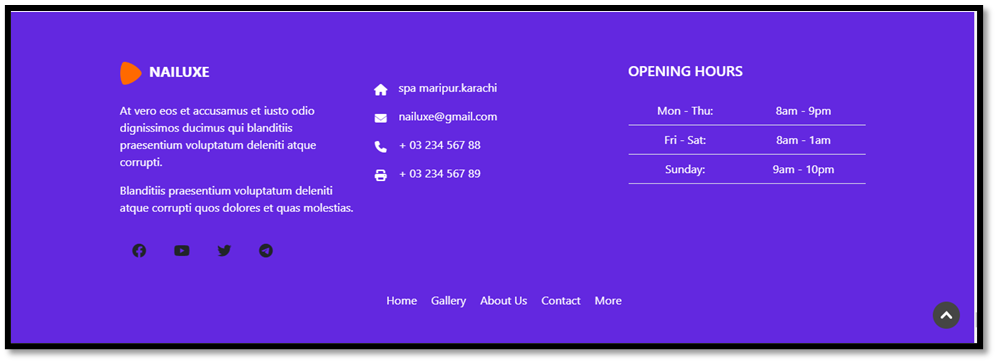 NAILUXE
At vero eos et accusamus et iusto odio
dignissimos ducimus qui blanditiis
praesentium voluptatum deleniti atque
corrupti.
Blanditiis praesentium voluptatum deleniti
atque corrupti quos dolores et quas molestias.
spa maripur.karachi
nailuxe@gmail.com
+ 03 234 567 88
+ 03 234 567 89
OPENING HOURS
Mon - Thu: 8am - 9pm
Fri - Sat: 8am - 1am
Sunday: 9am - 10pm
Home Gallery About Us Contact More